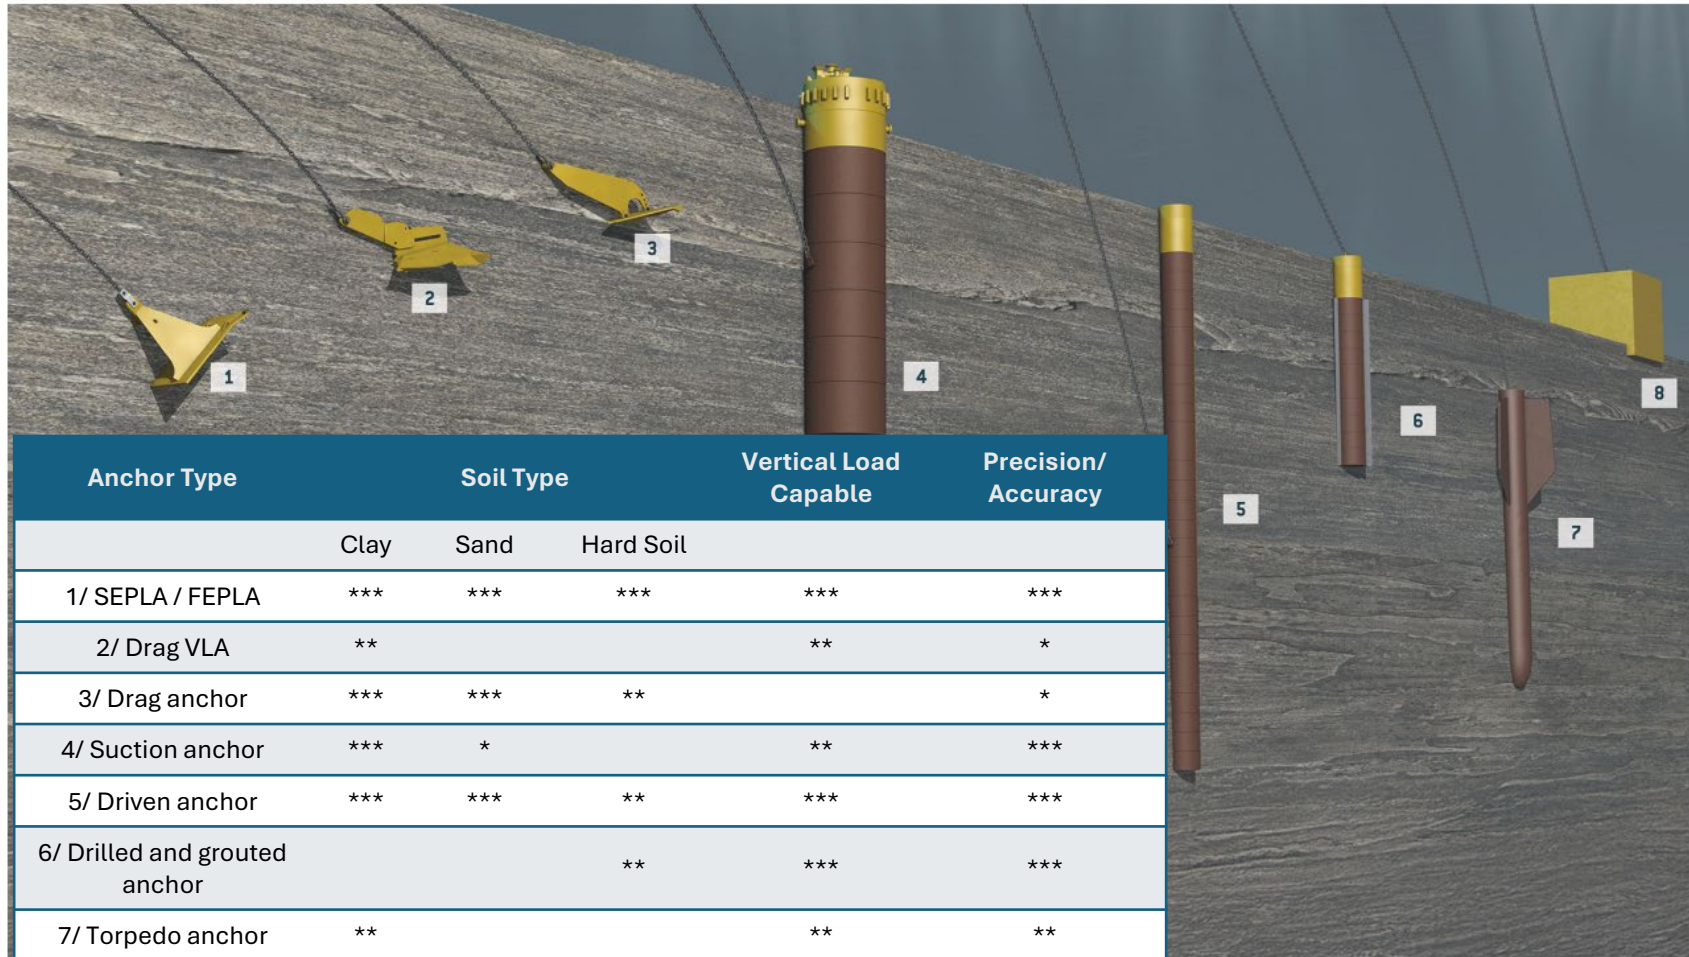 3
2
1
4
8
6
5
7
Anchor Type Soil Type Vertical Load Capable Precision/ Accuracy
Clay Sand Hard Soil
1/ SEPLA / FEPLA *** *** *** *** ***
2/ Drag VLA ** ** *
3/ Drag anchor *** *** ** *
4/ Suction anchor *** * ** ***
5/ Driven anchor *** *** ** *** ***
6/ Drilled and grouted anchor ** *** ***
7/ Torpedo anchor ** ** **